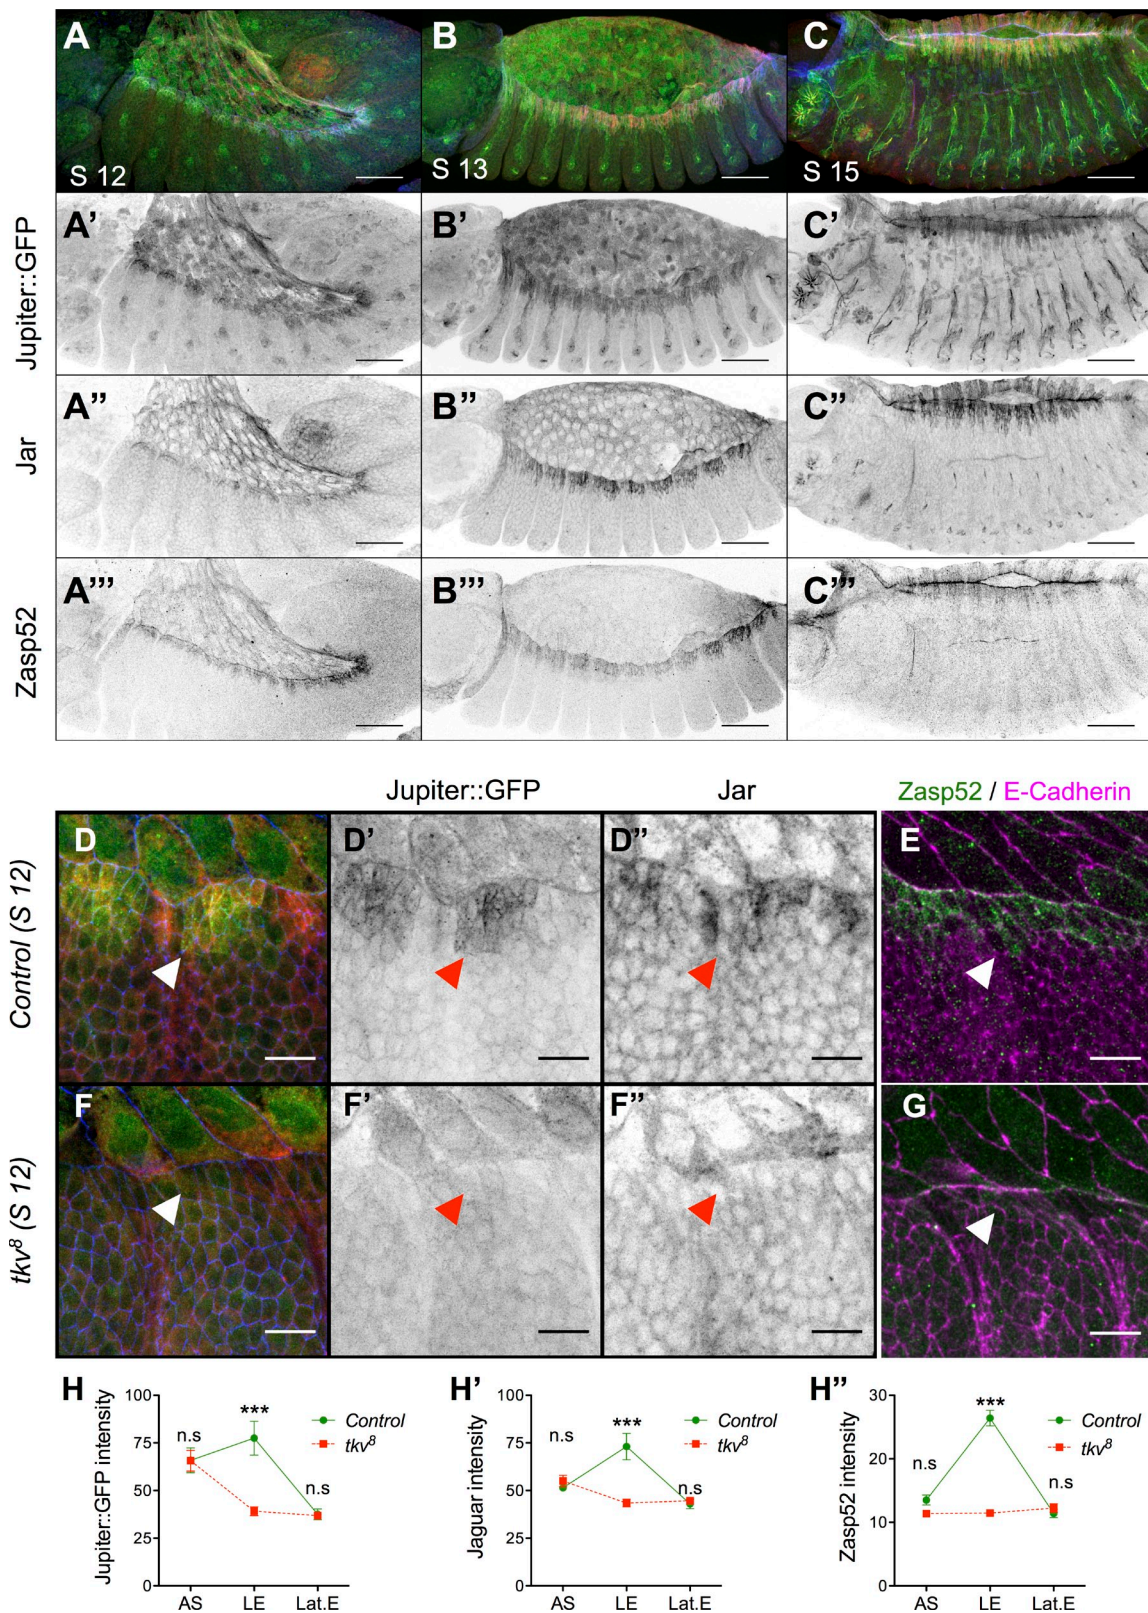 A
B
C
S 12
S 13
S 15
Jupiter::GFP
A’
B’
C’
Jar
A’’
B’’
C’’
Zasp52
A’’’
B’’’
C’’’
Jupiter::GFP
Jar
Zasp52 / E-Cadherin
Control (S 12)
D
D’
D’’
E
tkv⁸ (S 12)
F
F’
F’’
G
H
Jupiter::GFP intensity
100
75
50
25
0
n.s
***
n.s
Control
tkv⁸
AS
LE
Lat.E
H’
Jaguar intensity
100
75
50
25
0
n.s
***
n.s
Control
tkv⁸
AS
LE
Lat.E
H’’
Zasp52 intensity
30
20
10
0
n.s
***
n.s
Control
tkv⁸
AS
LE
Lat.E